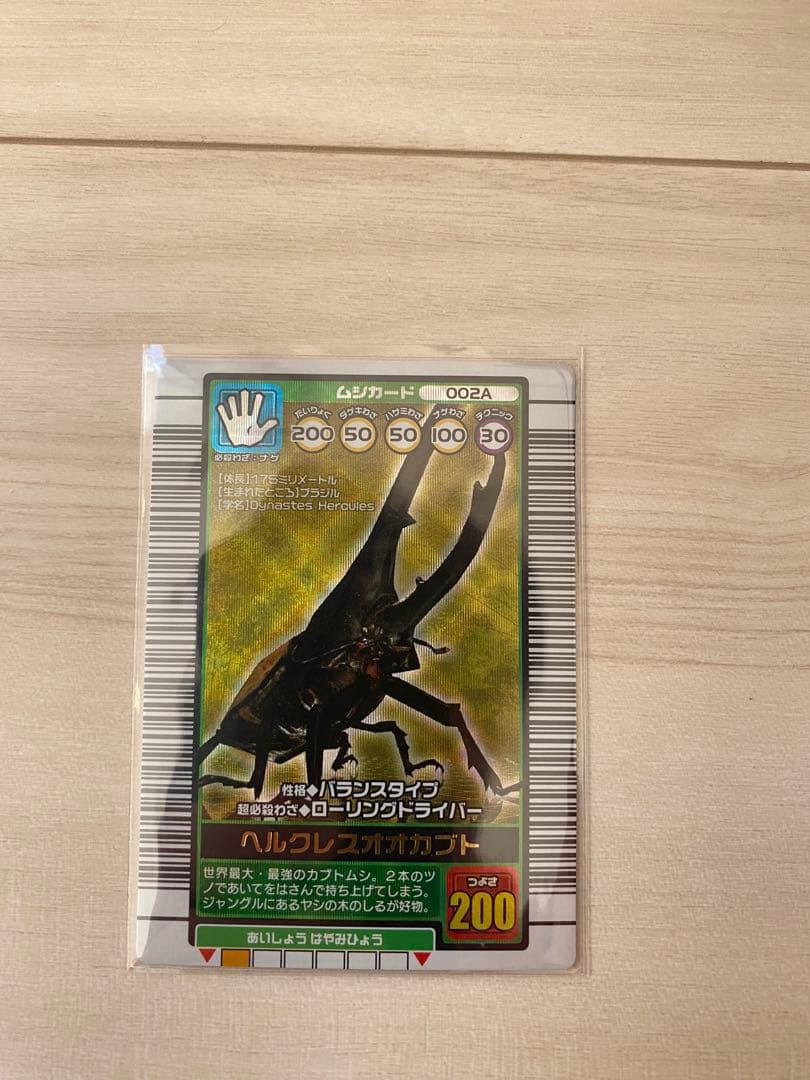 ムシカード 002A
たいりょく ダゲキわざ ハサミわざ ナゲわざ テクニック
200 50 50 100 30
必殺わざ:ナゲ
[体長]175ミリメートル
[生まれたところ]ブラジル
[学名]Dynastes Hercules
性格◆バランスタイプ
超必殺わざ◆ローリングドライバー
ヘルクレスオオカブト
世界最大・最強のカブトムシ。2本のツ
ノであいてをはさんで持ち上げてしまう。
ジャングルにあるヤシの木のしるが好物。
つよさ
200
あいしょう はやみひょう